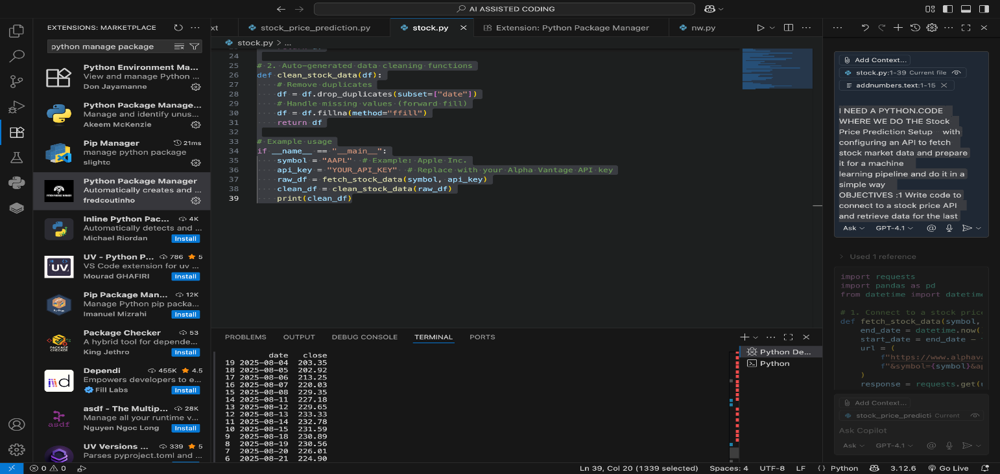 AI ASSISTED CODING
EXTENSIONS: MARKETPLACE
python manage package
Python Environment Ma...
View and manage Python ...
Don Jayamanne
Python Package Manage...
Manage and identify unus...
Akeem McKenzie
Pip Manager 21ms
manage python package
slightc
PYTHON PACKAGE MANAGER
Python Package Manager
Automatically creates and ...
fredcoutinho
Inline Python Pac... 4K
Automatically detects and ...
Michael Riordan Install
UV
UV - Python P... 786 5
VS Code extension for uv ...
Mourad GHAFIRI Install
Pip Package Man... 12K
Manage Python pip packa...
Imanuel Mizrahi Install
PACKAGE CHECKER
Package Checker 53
A hybrid tool for depende...
King Jethro Install
Dependi 455K 4.5
Empowers developers to e...
Fill Labs Install
asdf
asdf - The Multip... 28K
Manage all your runtime v...
Nguyen Ngoc Long Install
UV Versions ... 339 5
Parses pyproject.toml and ...
xt stock_price_prediction.py stock.py Extension: Python Package Manager nw.py
stock.py > ...
24
25 # 2. Auto-generated data cleaning functions
26 def clean_stock_data(df):
27 # Remove duplicates
28 df = df.drop_duplicates(subset=["date"])
29 # Handle missing values (forward fill)
30 df = df.fillna(method="ffill")
31 return df
32
33 # Example usage
34 if __name__ == "__main__":
35 symbol = "AAPL" # Example: Apple Inc.
36 api_key = "YOUR_API_KEY" # Replace with your Alpha Vantage API key
37 raw_df = fetch_stock_data(symbol, api_key)
38 clean_df = clean_stock_data(raw_df)
39 print(clean_df)
PROBLEMS OUTPUT DEBUG CONSOLE TERMINAL PORTS
date close
19 2025-08-04 203.35
18 2025-08-05 202.92
17 2025-08-06 213.25
16 2025-08-07 220.03
15 2025-08-08 229.35
14 2025-08-11 227.18
13 2025-08-12 229.65
12 2025-08-13 233.33
11 2025-08-14 232.78
10 2025-08-15 231.59
9 2025-08-18 230.89
8 2025-08-19 230.56
7 2025-08-20 226.01
6 2025-08-21 224.90
Python De...
Python
Add Context...
stock.py:1-39 Current file
addnumbers.text:1-15
I NEED A PYTHON.CODE
WHERE WE DO THE Stock
Price Prediction Setup with
configuring an API to fetch
stock market data and prepare
it for a machine
learning pipeline and do it in a
simple way
OBJECTIVES :1 Write code to
connect to a stock price API
and retrieve data for the last
Ask GPT-4.1
Used 1 reference
import requests
import pandas as pd
from datetime import datetime
# 1. Connect to a stock price
def fetch_stock_data(symbol,
end_date = datetime.now(
start_date = end_date -
url = (
f"https://www.alphava
f"&symbol={symbol}&ap
)
response = requests.get(u
Add Context...
stock_price_predicti Current
Ask Copilot
Ask GPT-4.1
0 0
Ln 39, Col 20 (1339 selected) Spaces: 4 UTF-8 LF {} Python 3.12.6 Go Live